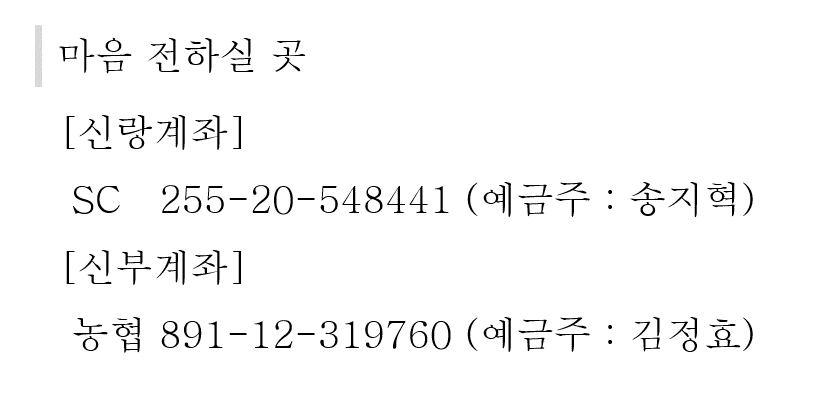 마음 전하실 곳
[신랑계좌]
SC 255-20-548441 (예금주 : 송지혁)
[신부계좌]
농협 891-12-319760 (예금주 : 김정효)